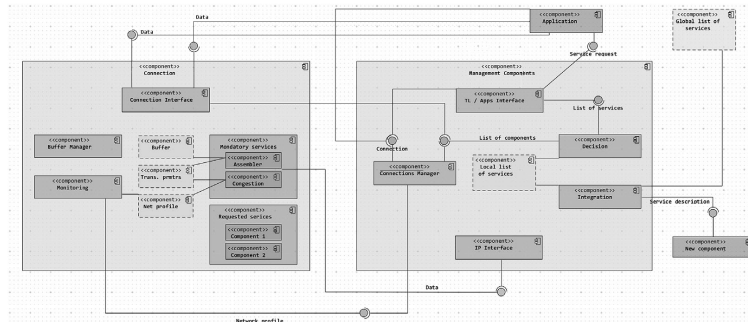 Data
Data
<<component>>
Application
<<component>>
Global list of
services
Service request
<<component>>
Connection
<<component>>
Management Components
<<component>>
Connection Interface
<<component>>
TL / Apps Interface
List of services
<<component>>
Buffer Manager
<<component>>
Buffer
<<component>>
Mandatory services
<<component>>
Assembler
<<component>>
Trans. prmtrs
<<component>>
Congestion
<<component>>
Monitoring
<<component>>
Net profile
Connection
List of components
<<component>>
Decision
<<component>>
Connections Manager
<<component>>
Local list
of services
<<component>>
Integration
Service description
<<component>>
Requested serices
<<component>>
Component 1
<<component>>
Component 2
<<component>>
IP Interface
<<component>>
New component
Data
Network profile